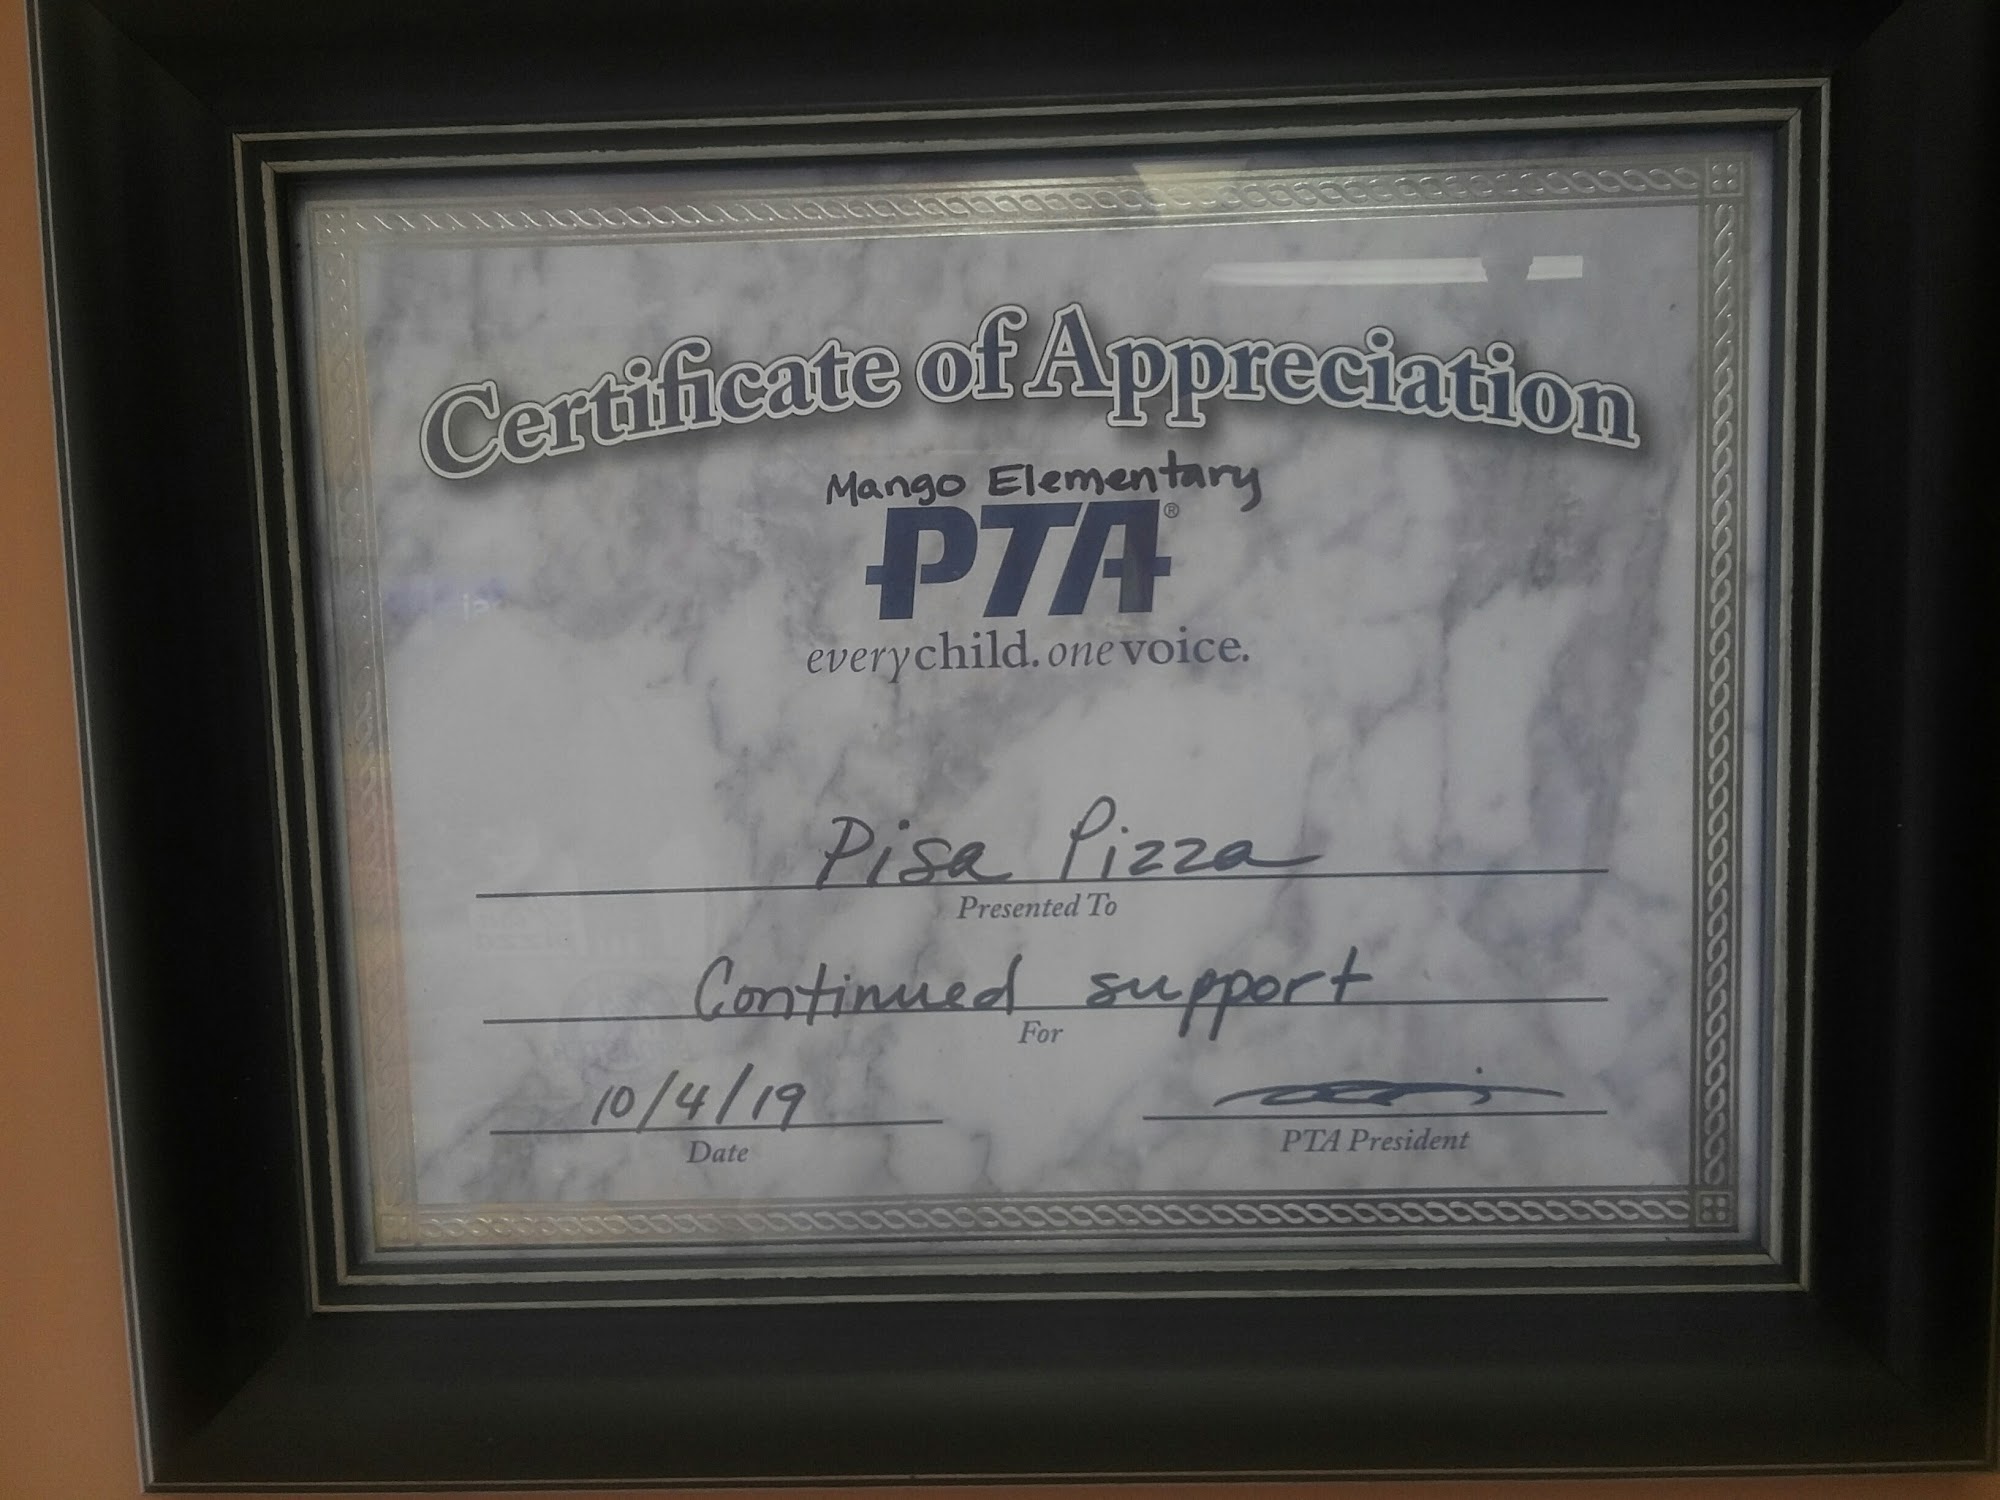 Certificate of Appreciation
Mango Elementary
PTA®
everychild.onevoice.
Pisa Pizza
Presented To
Continued support
For
10/4/19
Date
PTA President